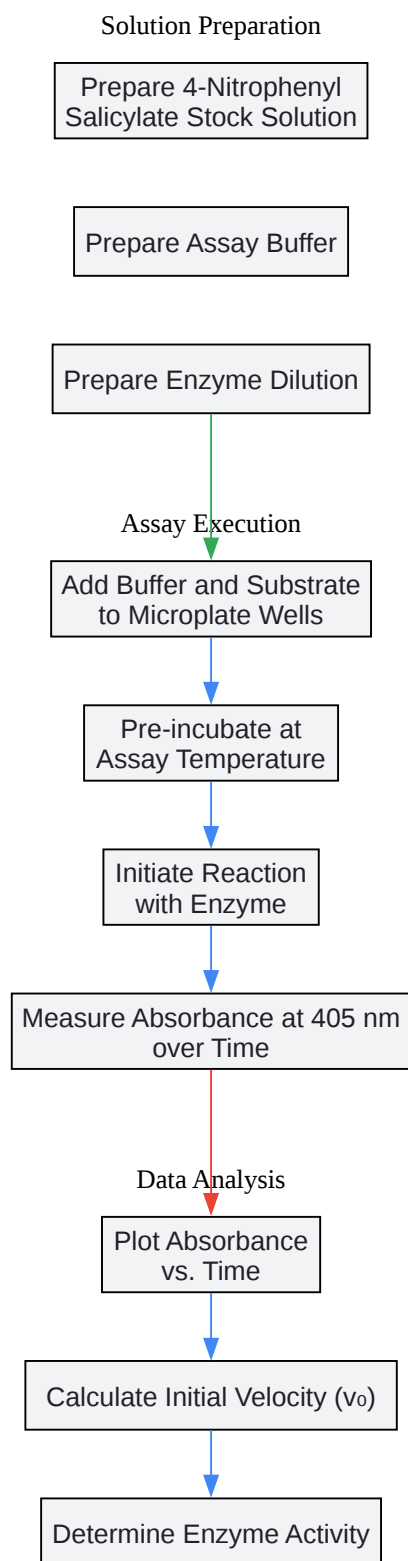 Solution Preparation
Prepare 4-Nitrophenyl
Salicylate Stock Solution
Prepare Assay Buffer
Prepare Enzyme Dilution
Assay Execution
Add Buffer and Substrate
to Microplate Wells
Pre-incubate at
Assay Temperature
Initiate Reaction
with Enzyme
Measure Absorbance at 405 nm
over Time
Data Analysis
Plot Absorbance
vs. Time
Calculate Initial Velocity (v₀)
Determine Enzyme Activity